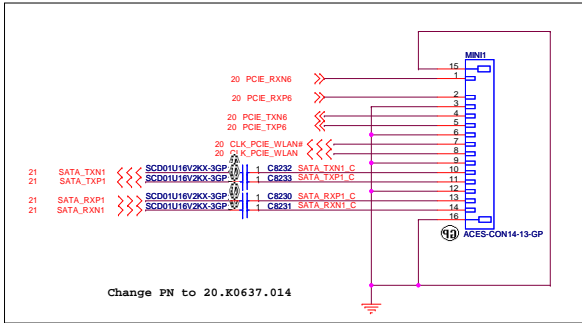 MINI1
15
20 PCIE_RXN6 1
20 PCIE_RXP6 2
3
20 PCIE_TXN6 4
20 PCIE_TXP6 5
6
20 CLK_PCIE_WLAN# 7
20 CLK_PCIE_WLAN 8
9
21 SATA_TXN1 SCD01U16V2KX-3GP 1 C8232 SATA_TXN1_C 10
21 SATA_TXP1 SCD01U16V2KX-3GP 1 C8233 SATA_TXP1_C 11
12
21 SATA_RXP1 SCD01U16V2KX-3GP 1 C8230 SATA_RXP1_C 13
21 SATA_RXN1 SCD01U16V2KX-3GP 1 C8231 SATA_RXN1_C 14
16
ACES-CON14-13-GP
Change PN to 20.K0637.014